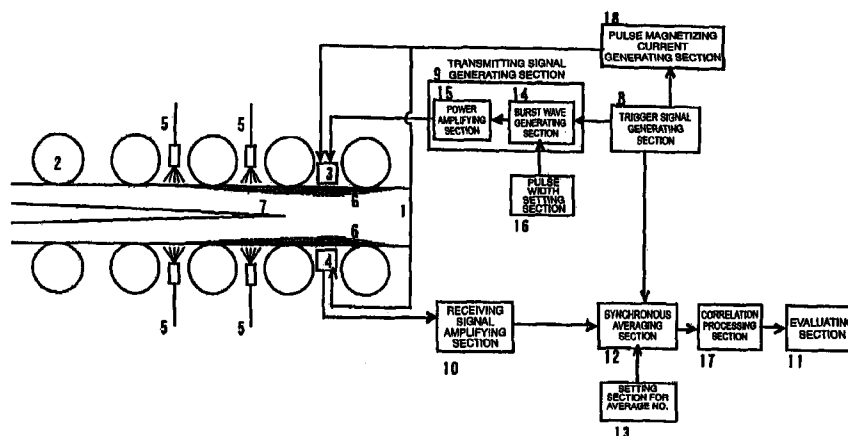 18
PULSE MAGNETIZING
CURRENT
GENERATING SECTION
TRANSMITTING SIGNAL
GENERATING SECTION
9
15
POWER
AMPLIFYING
SECTION
14
BURST WAVE
GENERATING
SECTION
8
TRIGGER SIGNAL
GENERATING
SECTION
PULSE
WIDTH
SETTING
SECTION
16
5
5
2
3
6
7
1
6
4
5
5
RECEIVING
SIGNAL
AMPLIFYING
SECTION
10
SYNCHRONOUS
AVERAGING
SECTION
12
CORRELATION
PROCESSING
SECTION
17
EVALUATING
SECTION
11
SETTING
SECTION FOR
AVERAGE NO.
13